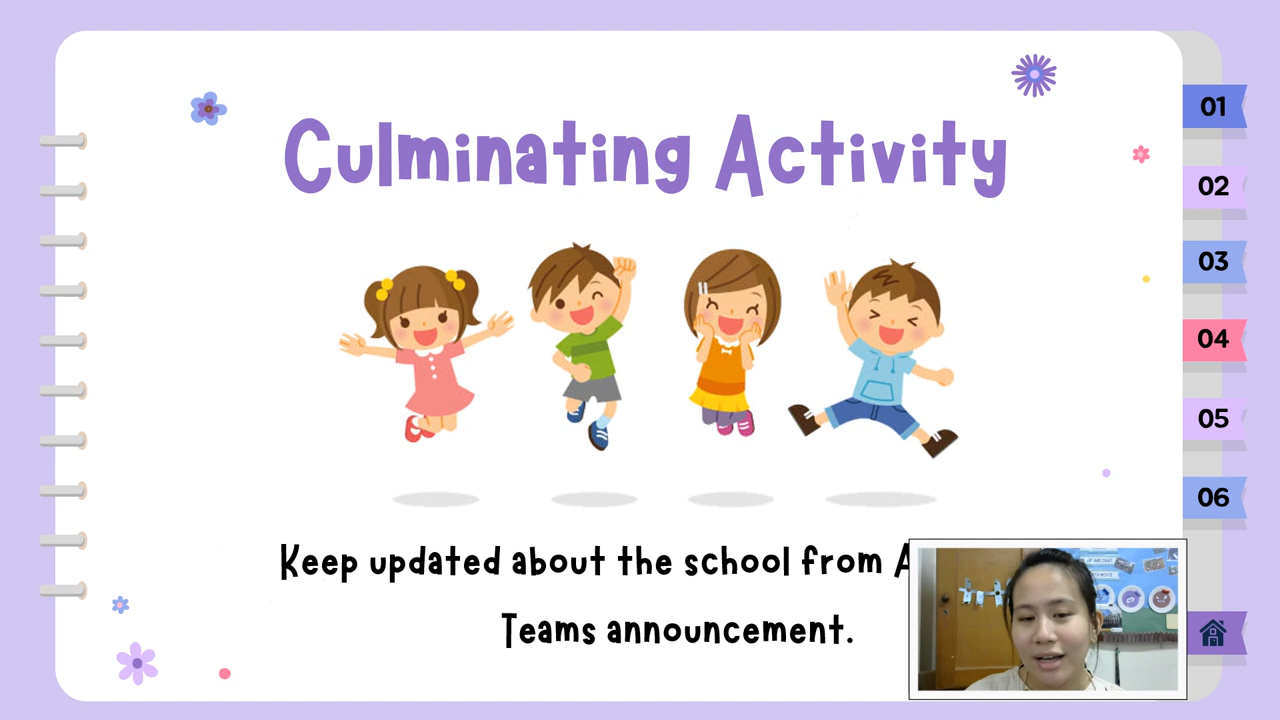 Culminating Activity
01
02
03
04
05
06
Keep updated about the school from
Teams announcement.